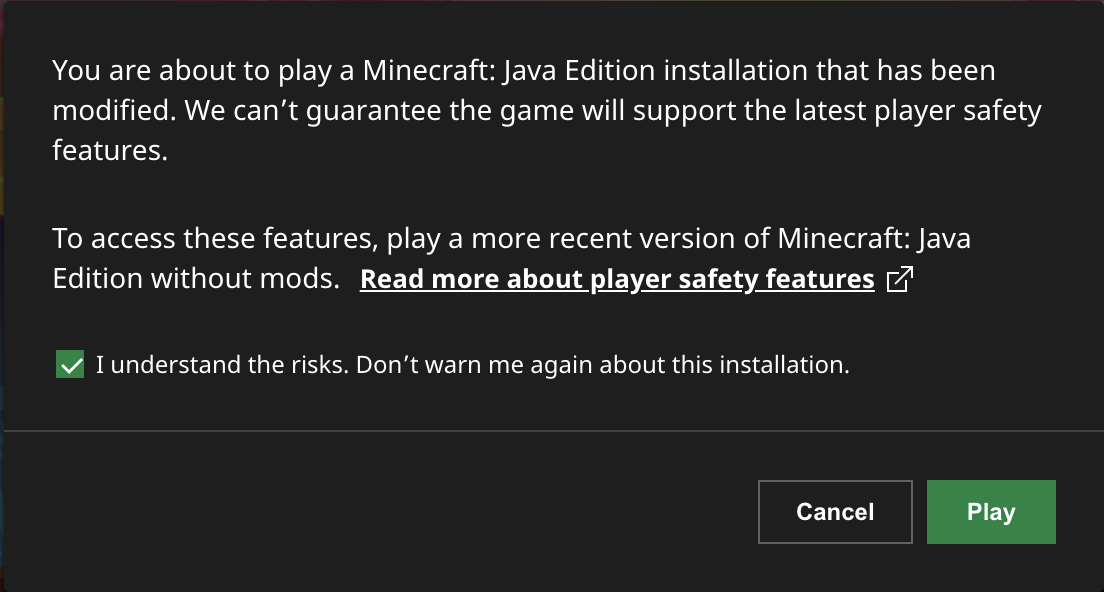 You are about to play a Minecraft: Java Edition installation that has been
modified. We can’t guarantee the game will support the latest player safety
features.
To access these features, play a more recent version of Minecraft: Java
Edition without mods. Read more about player safety features
I understand the risks. Don’t warn me again about this installation.
Cancel Play